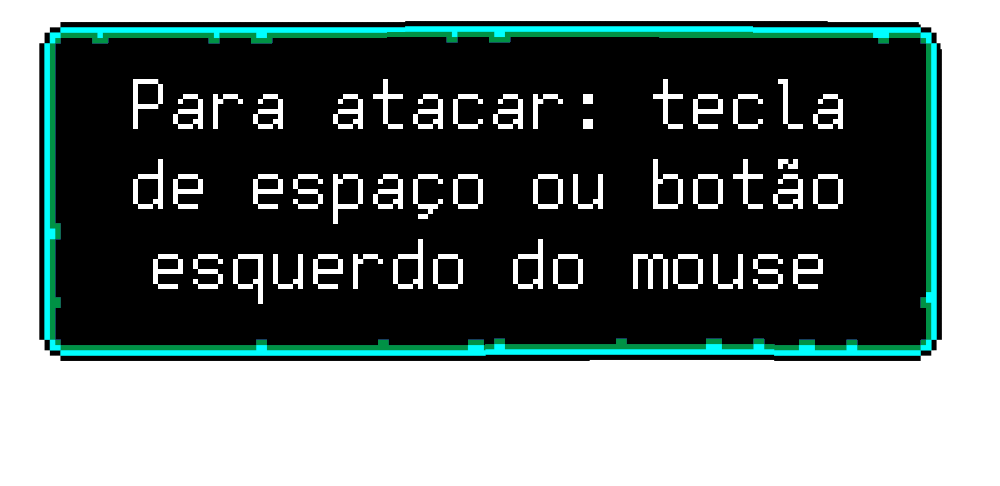 Para atacar: tecla
de espaço ou botão
esquerdo do mouse